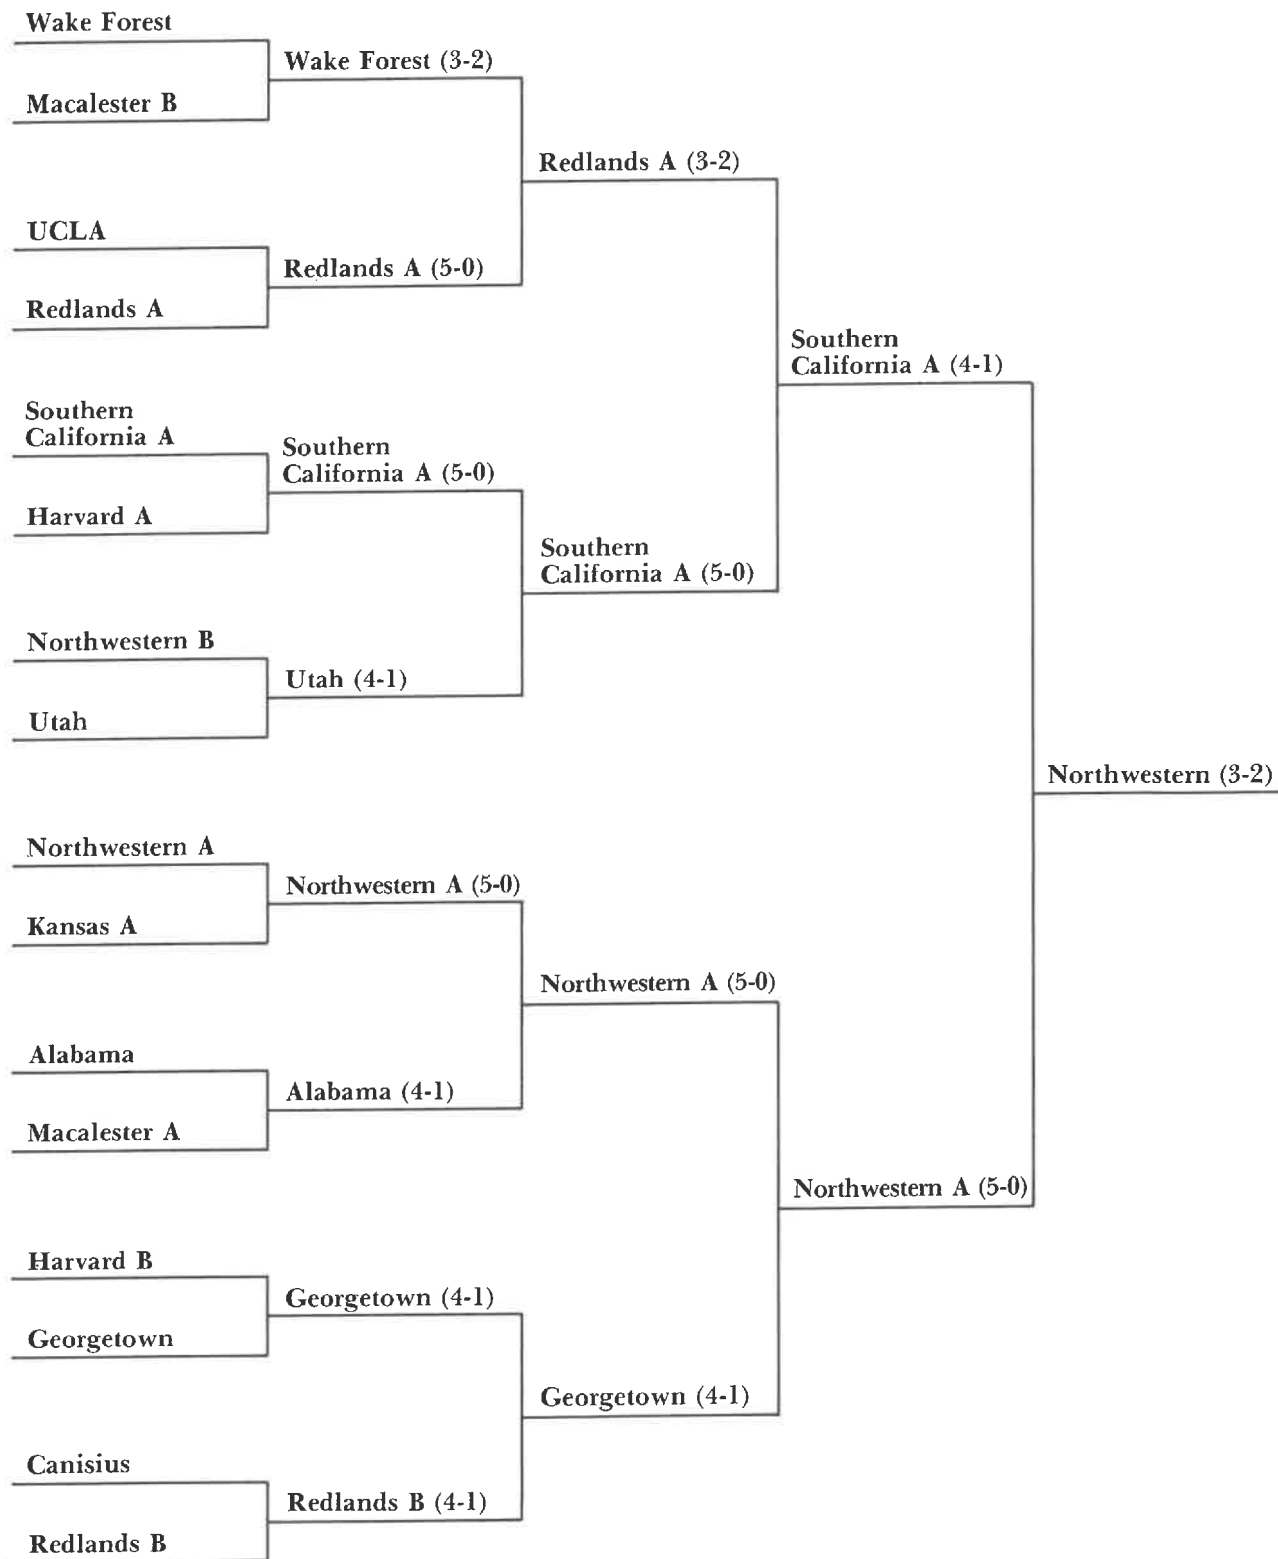 Wake Forest
Macalester B
UCLA
Redlands A
Southern
California A
Harvard A
Northwestern B
Utah
Northwestern A
Kansas A
Alabama
Macalester A
Harvard B
Georgetown
Canisius
Redlands B
Wake Forest (3-2)
Redlands A (5-0)
Southern
California A (5-0)
Utah (4-1)
Northwestern A (5-0)
Alabama (4-1)
Georgetown (4-1)
Redlands B (4-1)
Redlands A (3-2)
Southern
California A (5-0)
Northwestern A (5-0)
Georgetown (4-1)
Southern
California A (4-1)
Northwestern A (5-0)
Northwestern (3-2)